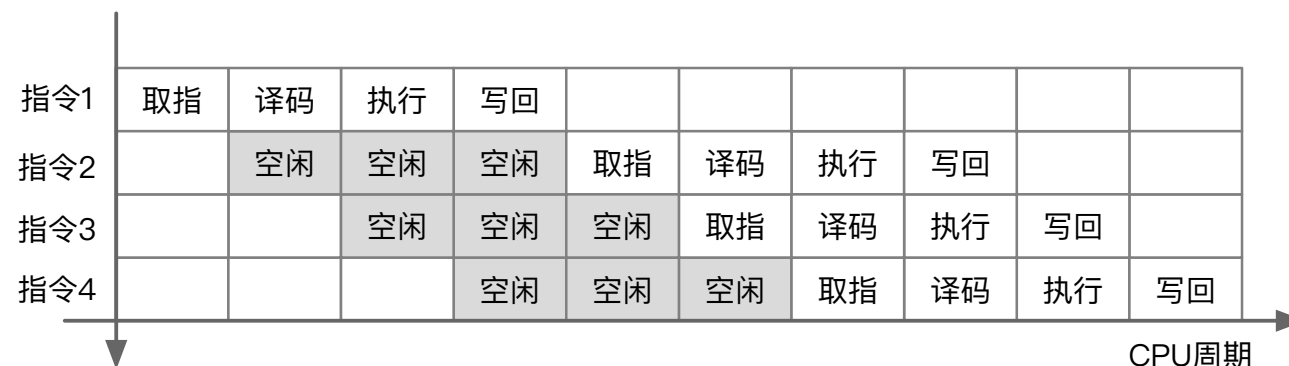 指令1 取指 译码 执行 写回
指令2 空闲 空闲 空闲 取指 译码 执行 写回
指令3 空闲 空闲 空闲 取指 译码 执行 写回
指令4 空闲 空闲 空闲 取指 译码 执行 写回
CPU周期